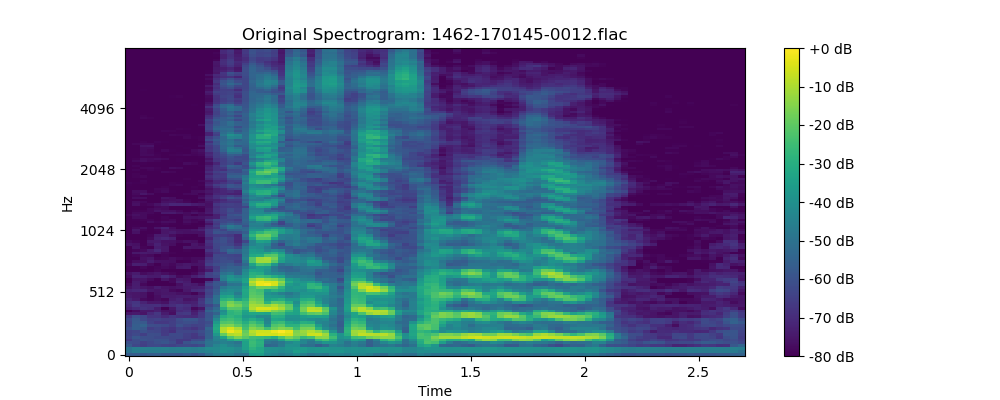 Original Spectrogram: 1462-170145-0012.flac
Hz
4096
2048
1024
512
0
0 0.5 1 1.5 2 2.5
Time
+0 dB
-10 dB
-20 dB
-30 dB
-40 dB
-50 dB
-60 dB
-70 dB
-80 dB